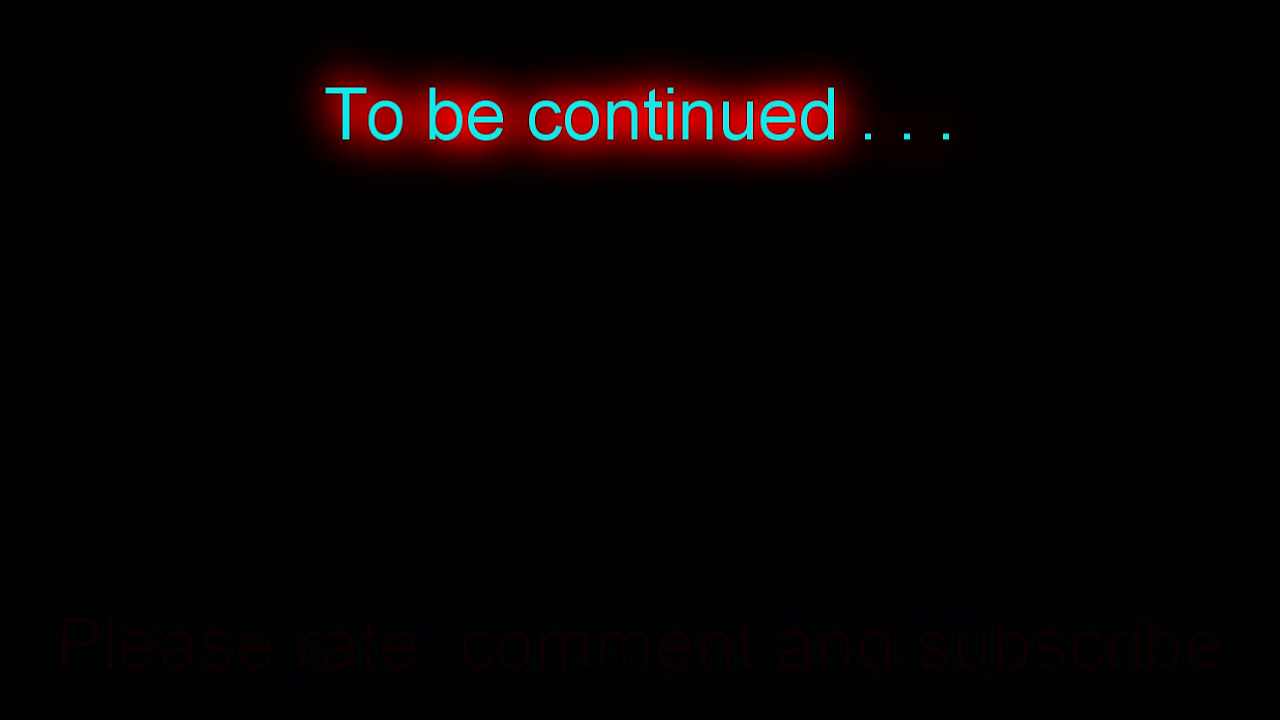 To be continued . . .
Please rate, comment and subscribe